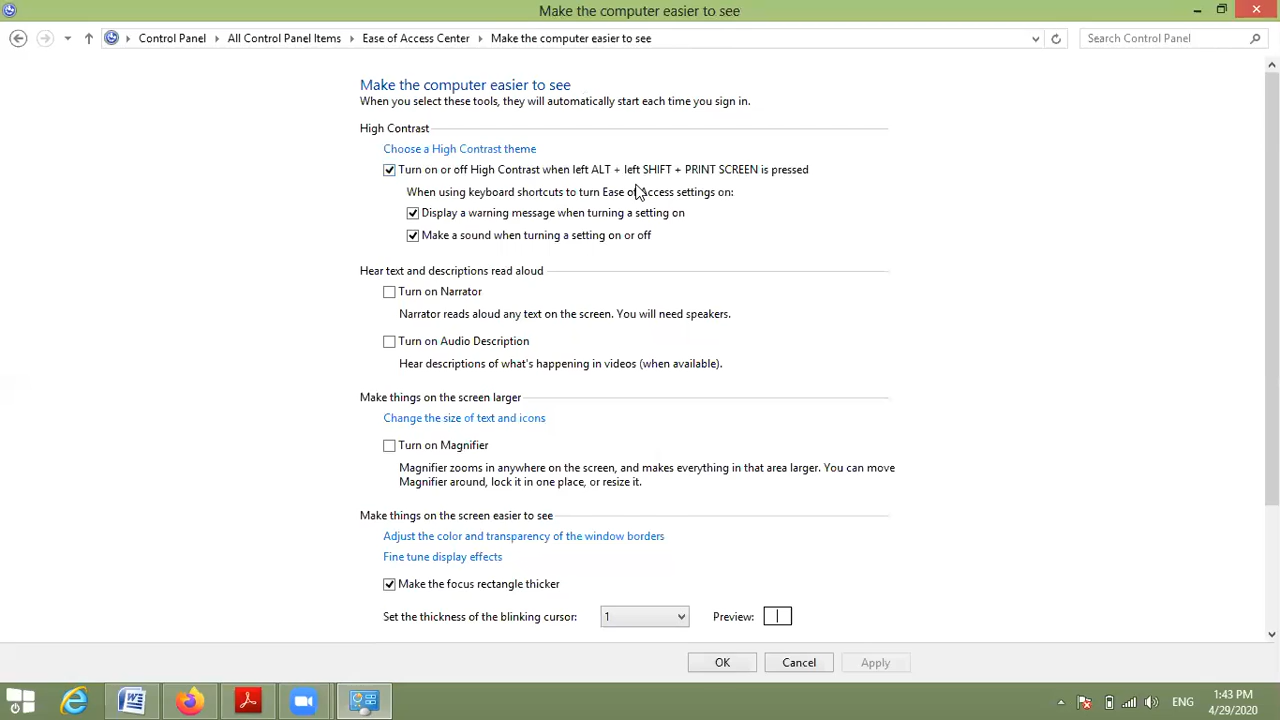 Make the computer easier to see
Control Panel
All Control Panel Items
Ease of Access Center
Make the computer easier to see
Search Control Panel
Make the computer easier to see
When you select these tools, they will automatically start each time you sign in.
High Contrast
Choose a High Contrast theme
Turn on or off High Contrast when left ALT + left SHIFT + PRINT SCREEN is pressed
When using keyboard shortcuts to turn Ease of Access settings on:
Display a warning message when turning a setting on
Make a sound when turning a setting on or off
Hear text and descriptions read aloud
Turn on Narrator
Narrator reads aloud any text on the screen. You will need speakers.
Turn on Audio Description
Hear descriptions of what's happening in videos (when available).
Make things on the screen larger
Change the size of text and icons
Turn on Magnifier
Magnifier zooms in anywhere on the screen, and makes everything in that area larger. You can move
Magnifier around, lock it in one place, or resize it.
Make things on the screen easier to see
Adjust the color and transparency of the window borders
Fine tune display effects
Make the focus rectangle thicker
Set the thickness of the blinking cursor: 1 Preview:
OK Cancel Apply
ENG
1:43 PM
4/29/2020